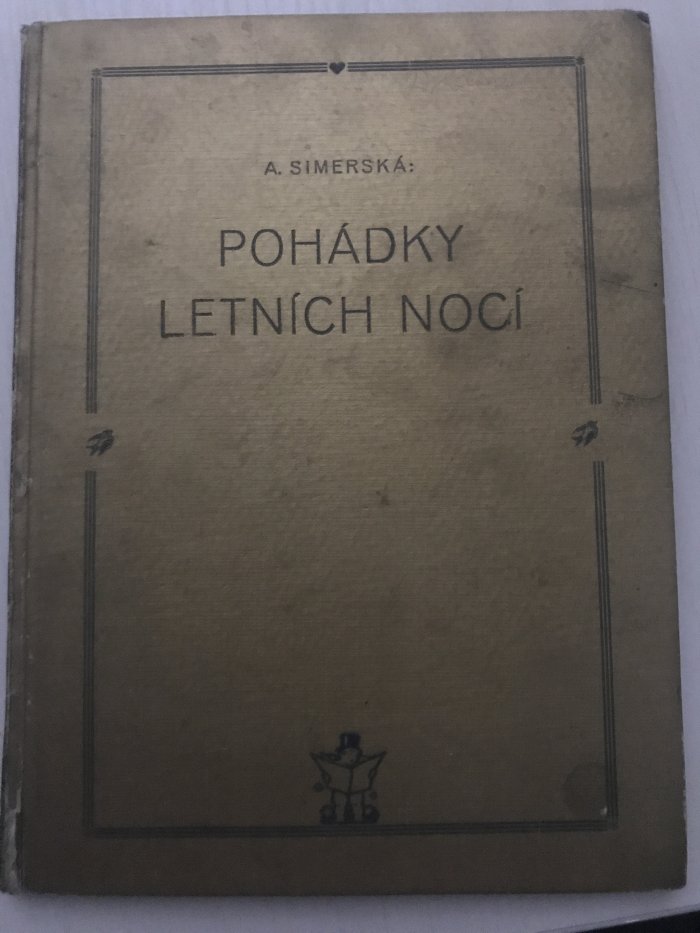 A. SIMERSKÁ:
POHÁDKY
LETNÍCH NOCÍ